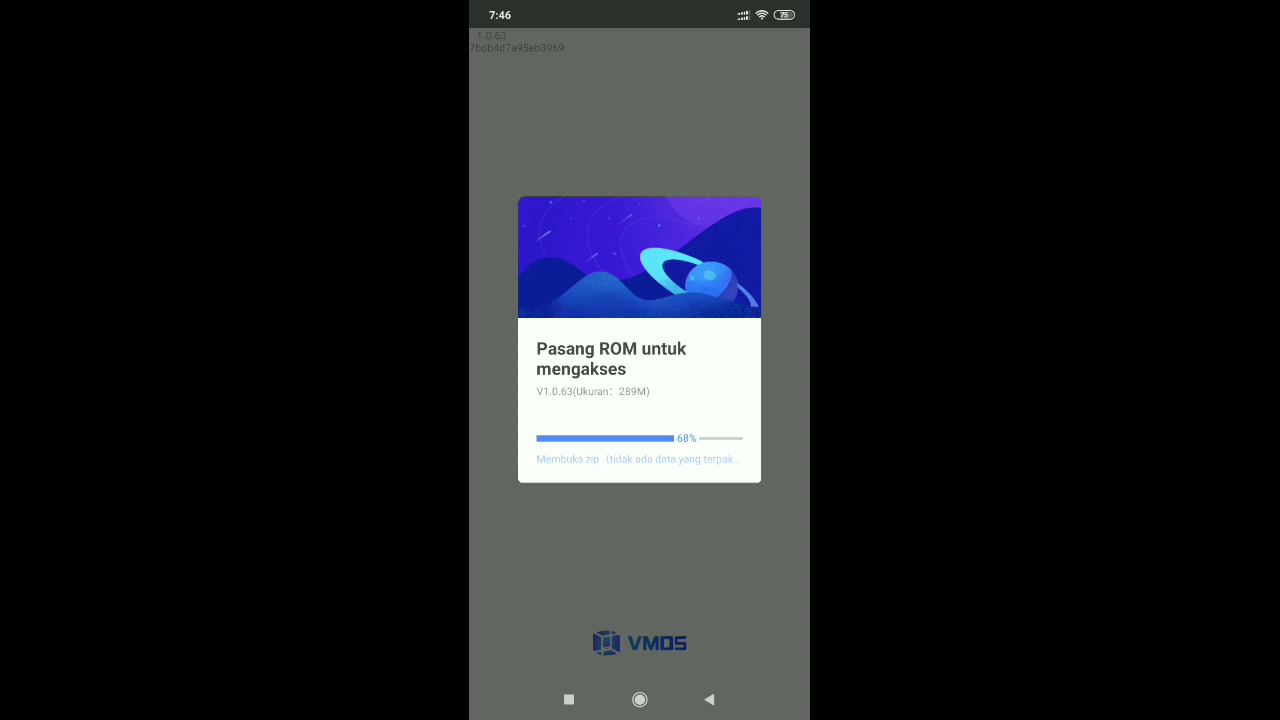 7:46
75
1.0.63
7bdb4d7a95eb3969
Pasang ROM untuk
mengakses
V1.0.63(Ukuran：289M)
68%
Membuka zip（tidak ada data yang terpak...
VMOS